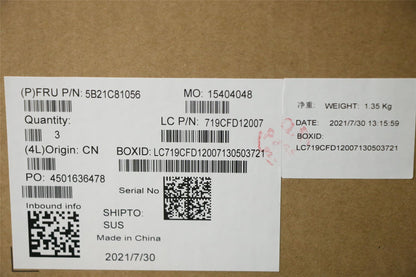 (P)FRU P/N: 5B21C81056
MO: 15404048
Quantity:
3
LC P/N: 719CFD12007
(4L)Origin: CN
BOXID: LC719CFD12007130503721
PO: 4501636478
Serial No
Inbound info
SHIPTO:
SUS
Made in China
2021/7/30
净重: WEIGHT: 1.35 Kg
DATE: 2021/7/30 13:15:59
BOXID:
LC719CFD12007130503721